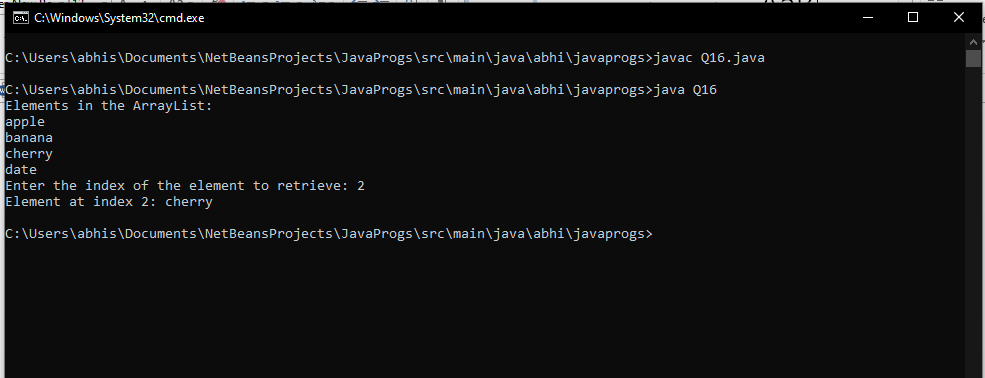 C:\Windows\System32\cmd.exe
C:\Users\abhis\Documents\NetBeansProjects\JavaProgs\src\main\java\abhi\javaprogs>javac Q16.java
C:\Users\abhis\Documents\NetBeansProjects\JavaProgs\src\main\java\abhi\javaprogs>java Q16
Elements in the ArrayList:
apple
banana
cherry
date
Enter the index of the element to retrieve: 2
Element at index 2: cherry
C:\Users\abhis\Documents\NetBeansProjects\JavaProgs\src\main\java\abhi\javaprogs>